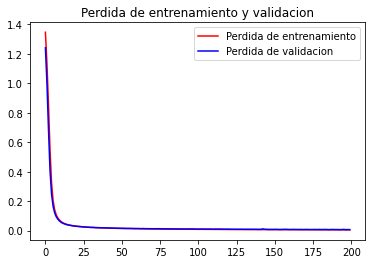 Perdida de entrenamiento y validacion
1.4
1.2
1.0
0.8
0.6
0.4
0.2
0.0
Perdida de entrenamiento
Perdida de validacion
0 25 50 75 100 125 150 175 200